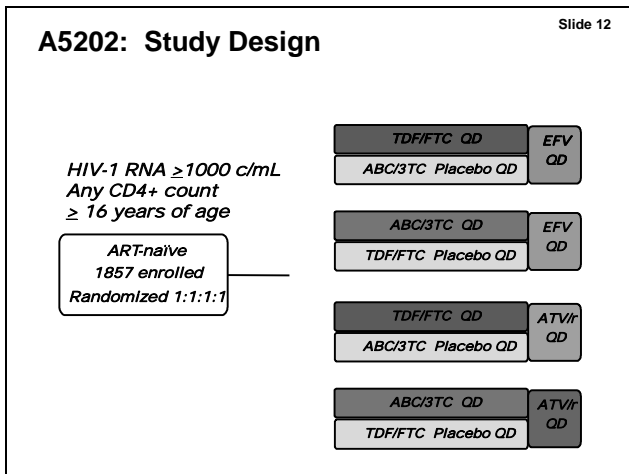 Slide 12
A5202: Study Design
HIV-1 RNA ≥1000 c/mL
Any CD4+ count
≥ 16 years of age
ART-naïve
1857 enrolled
Randomized 1:1:1:1
TDF/FTC QD
ABC/3TC Placebo QD
EFV
QD
ABC/3TC QD
TDF/FTC Placebo QD
EFV
QD
TDF/FTC QD
ABC/3TC Placebo QD
ATV/r
QD
ABC/3TC QD
TDF/FTC Placebo QD
ATV/r
QD